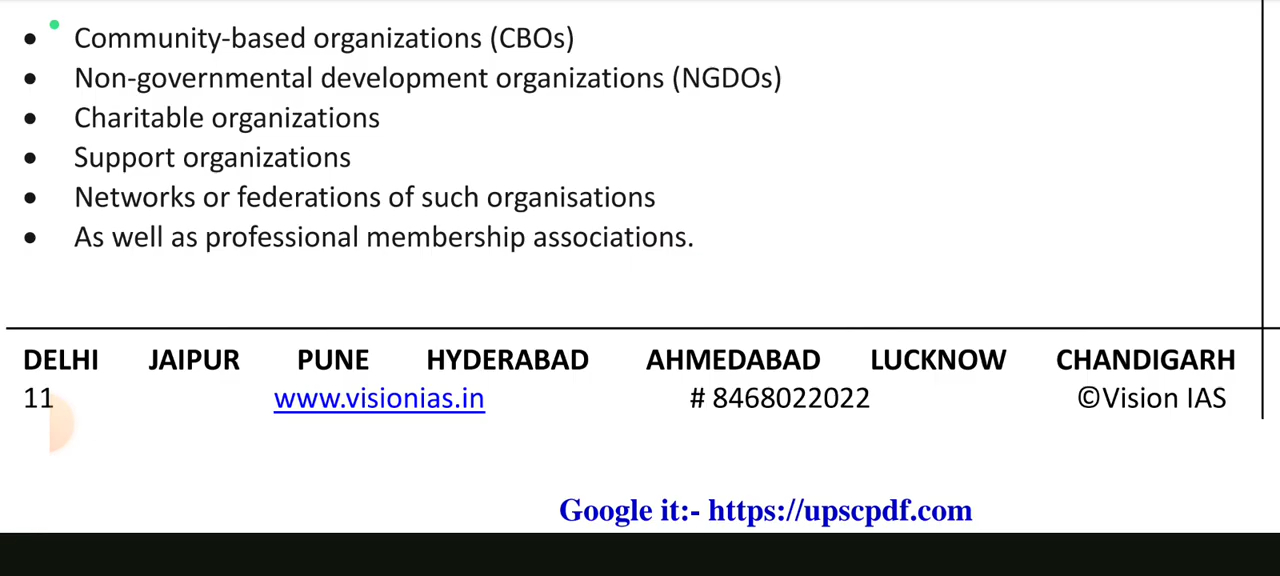 • Community-based organizations (CBOs)
• Non-governmental development organizations (NGDOs)
• Charitable organizations
• Support organizations
• Networks or federations of such organisations
• As well as professional membership associations.
DELHI JAIPUR PUNE HYDERABAD AHMEDABAD LUCKNOW CHANDIGARH
11 www.visionias.in # 8468022022 ©Vision IAS
Google it:- https://upscpdf.com